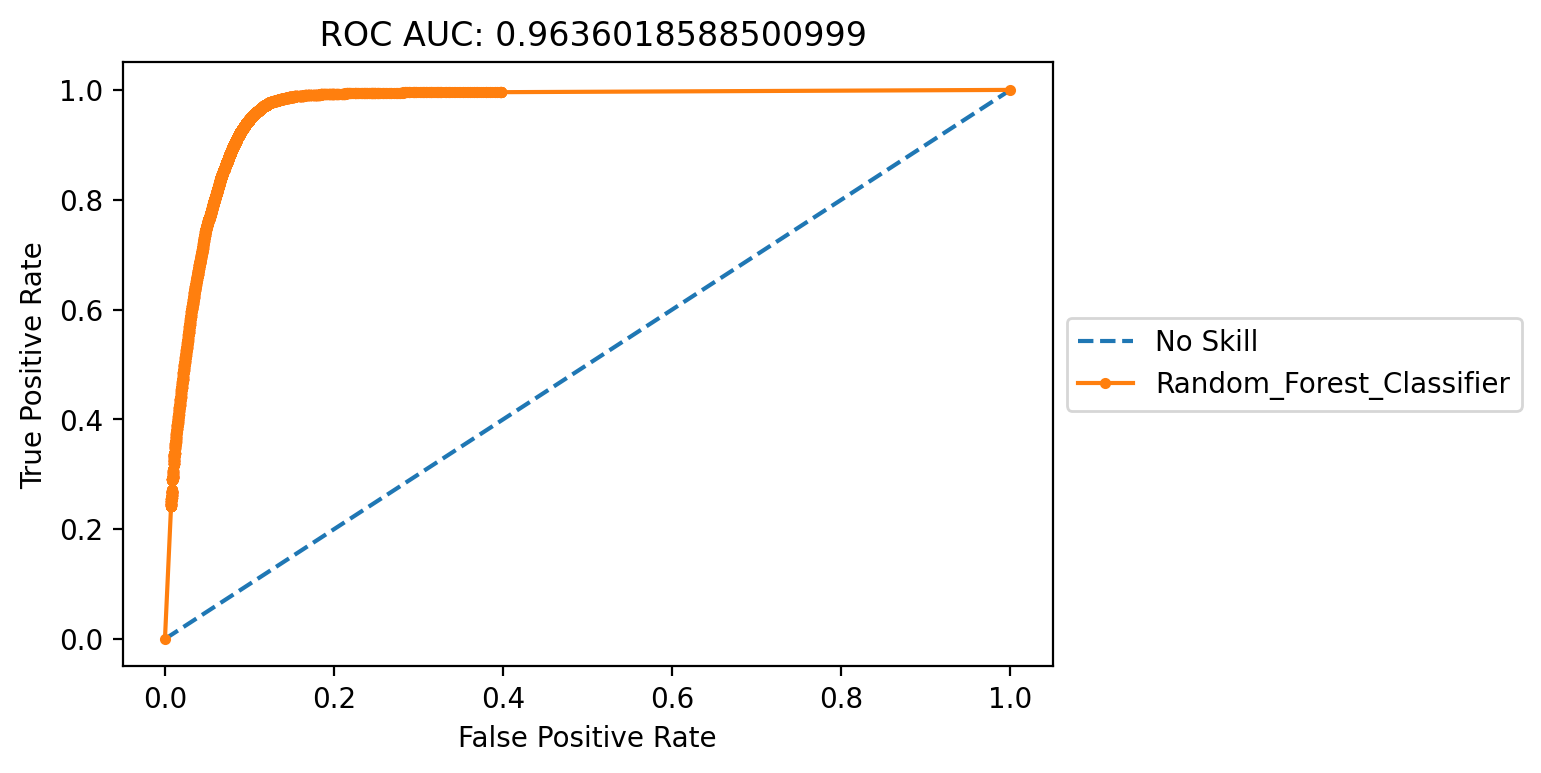 ROC AUC: 0.9636018588500999
True Positive Rate
1.0
0.8
0.6
0.4
0.2
0.0
0.0 0.2 0.4 0.6 0.8 1.0
False Positive Rate
No Skill
Random_Forest_Classifier